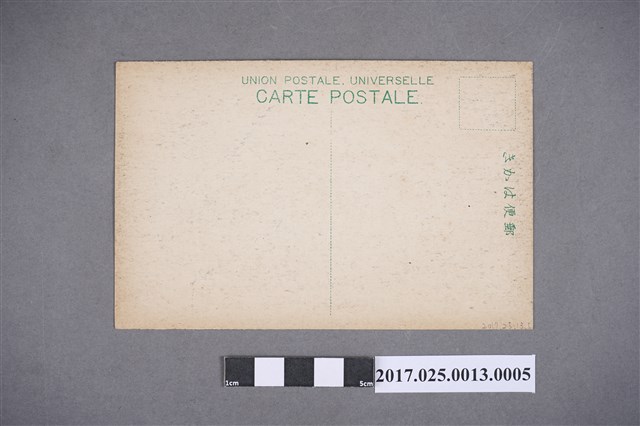 UNION POSTALE, UNIVERSELLE
CARTE POSTALE.
きかは便郵
1cm
5cm
2017.025.0013.0005